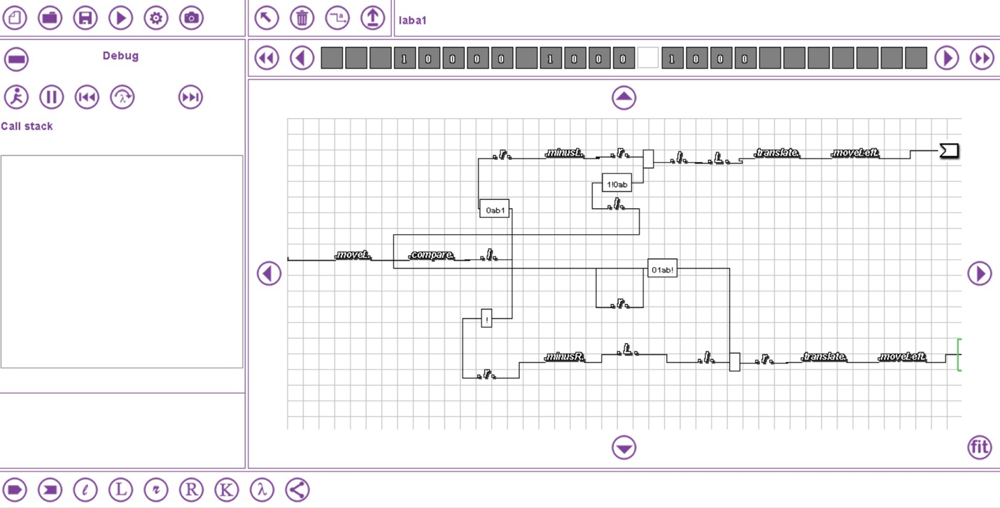 laba1
Debug
1 0 0 0 0 1 0 0 0 1 0 0 0
Call stack
.r. .minusL. .r. .l. .L. .translate. .moveLeft.
1!0ab
.l.
0ab1
.moveL. .compare. .l.
01ab!
.r.
!
.r. .minusR. .L. .l. .r. .translate. .moveLeft.
fit
l L r R K λ